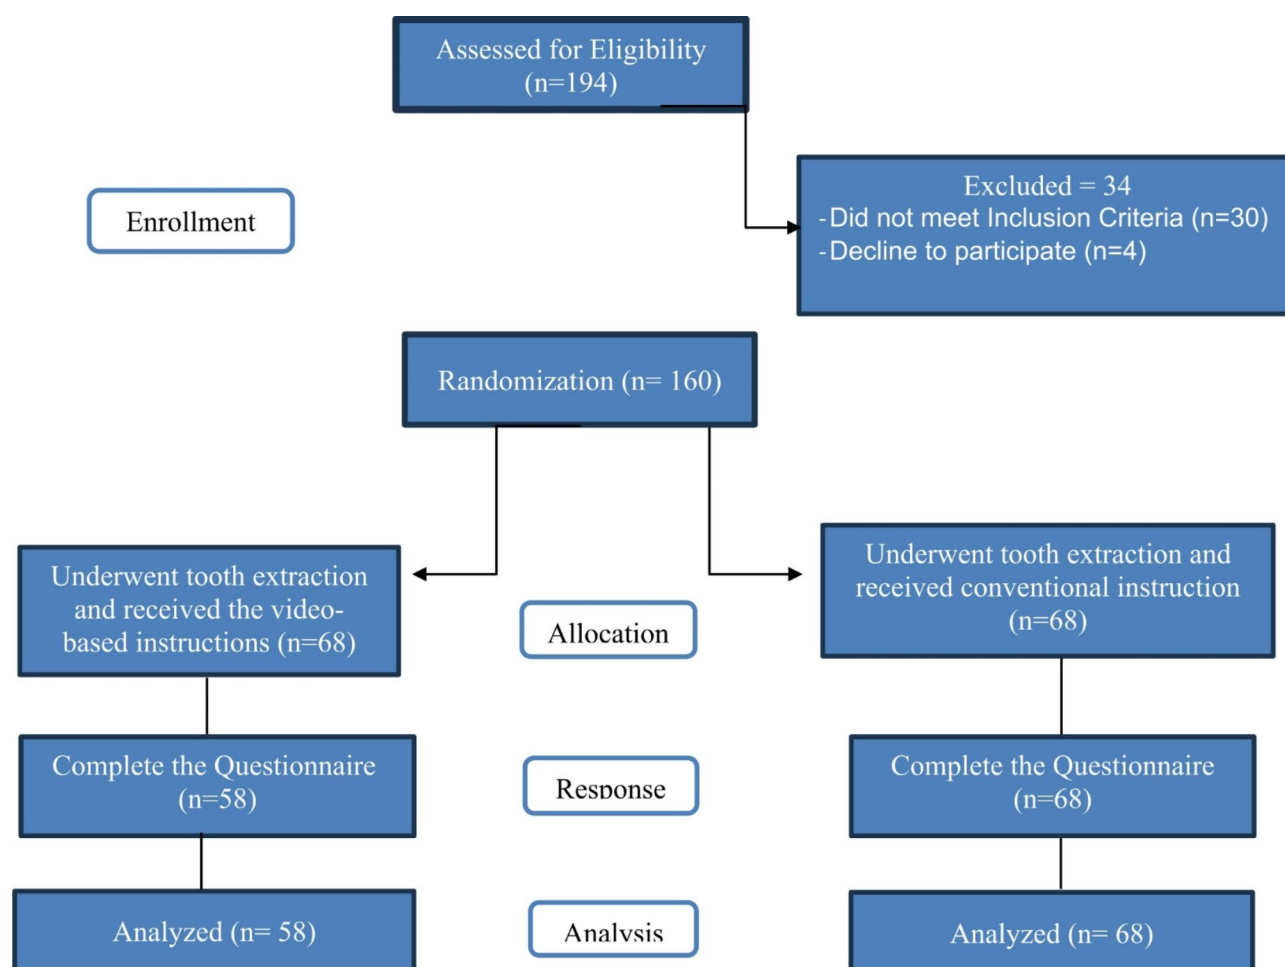 Assessed for Eligibility
(n=194)
Excluded = 34
-Did not meet Inclusion Criteria (n=30)
-Decline to participate (n=4)
Enrollment
Randomization (n= 160)
Underwent tooth extraction
and received the video-
based instructions (n=68)
Allocation
Underwent tooth extraction and
received conventional instruction
(n=68)
Complete the Questionnaire
(n=58)
Response
Complete the Questionnaire
(n=68)
Analyzed (n= 58)
Analysis
Analyzed (n= 68)